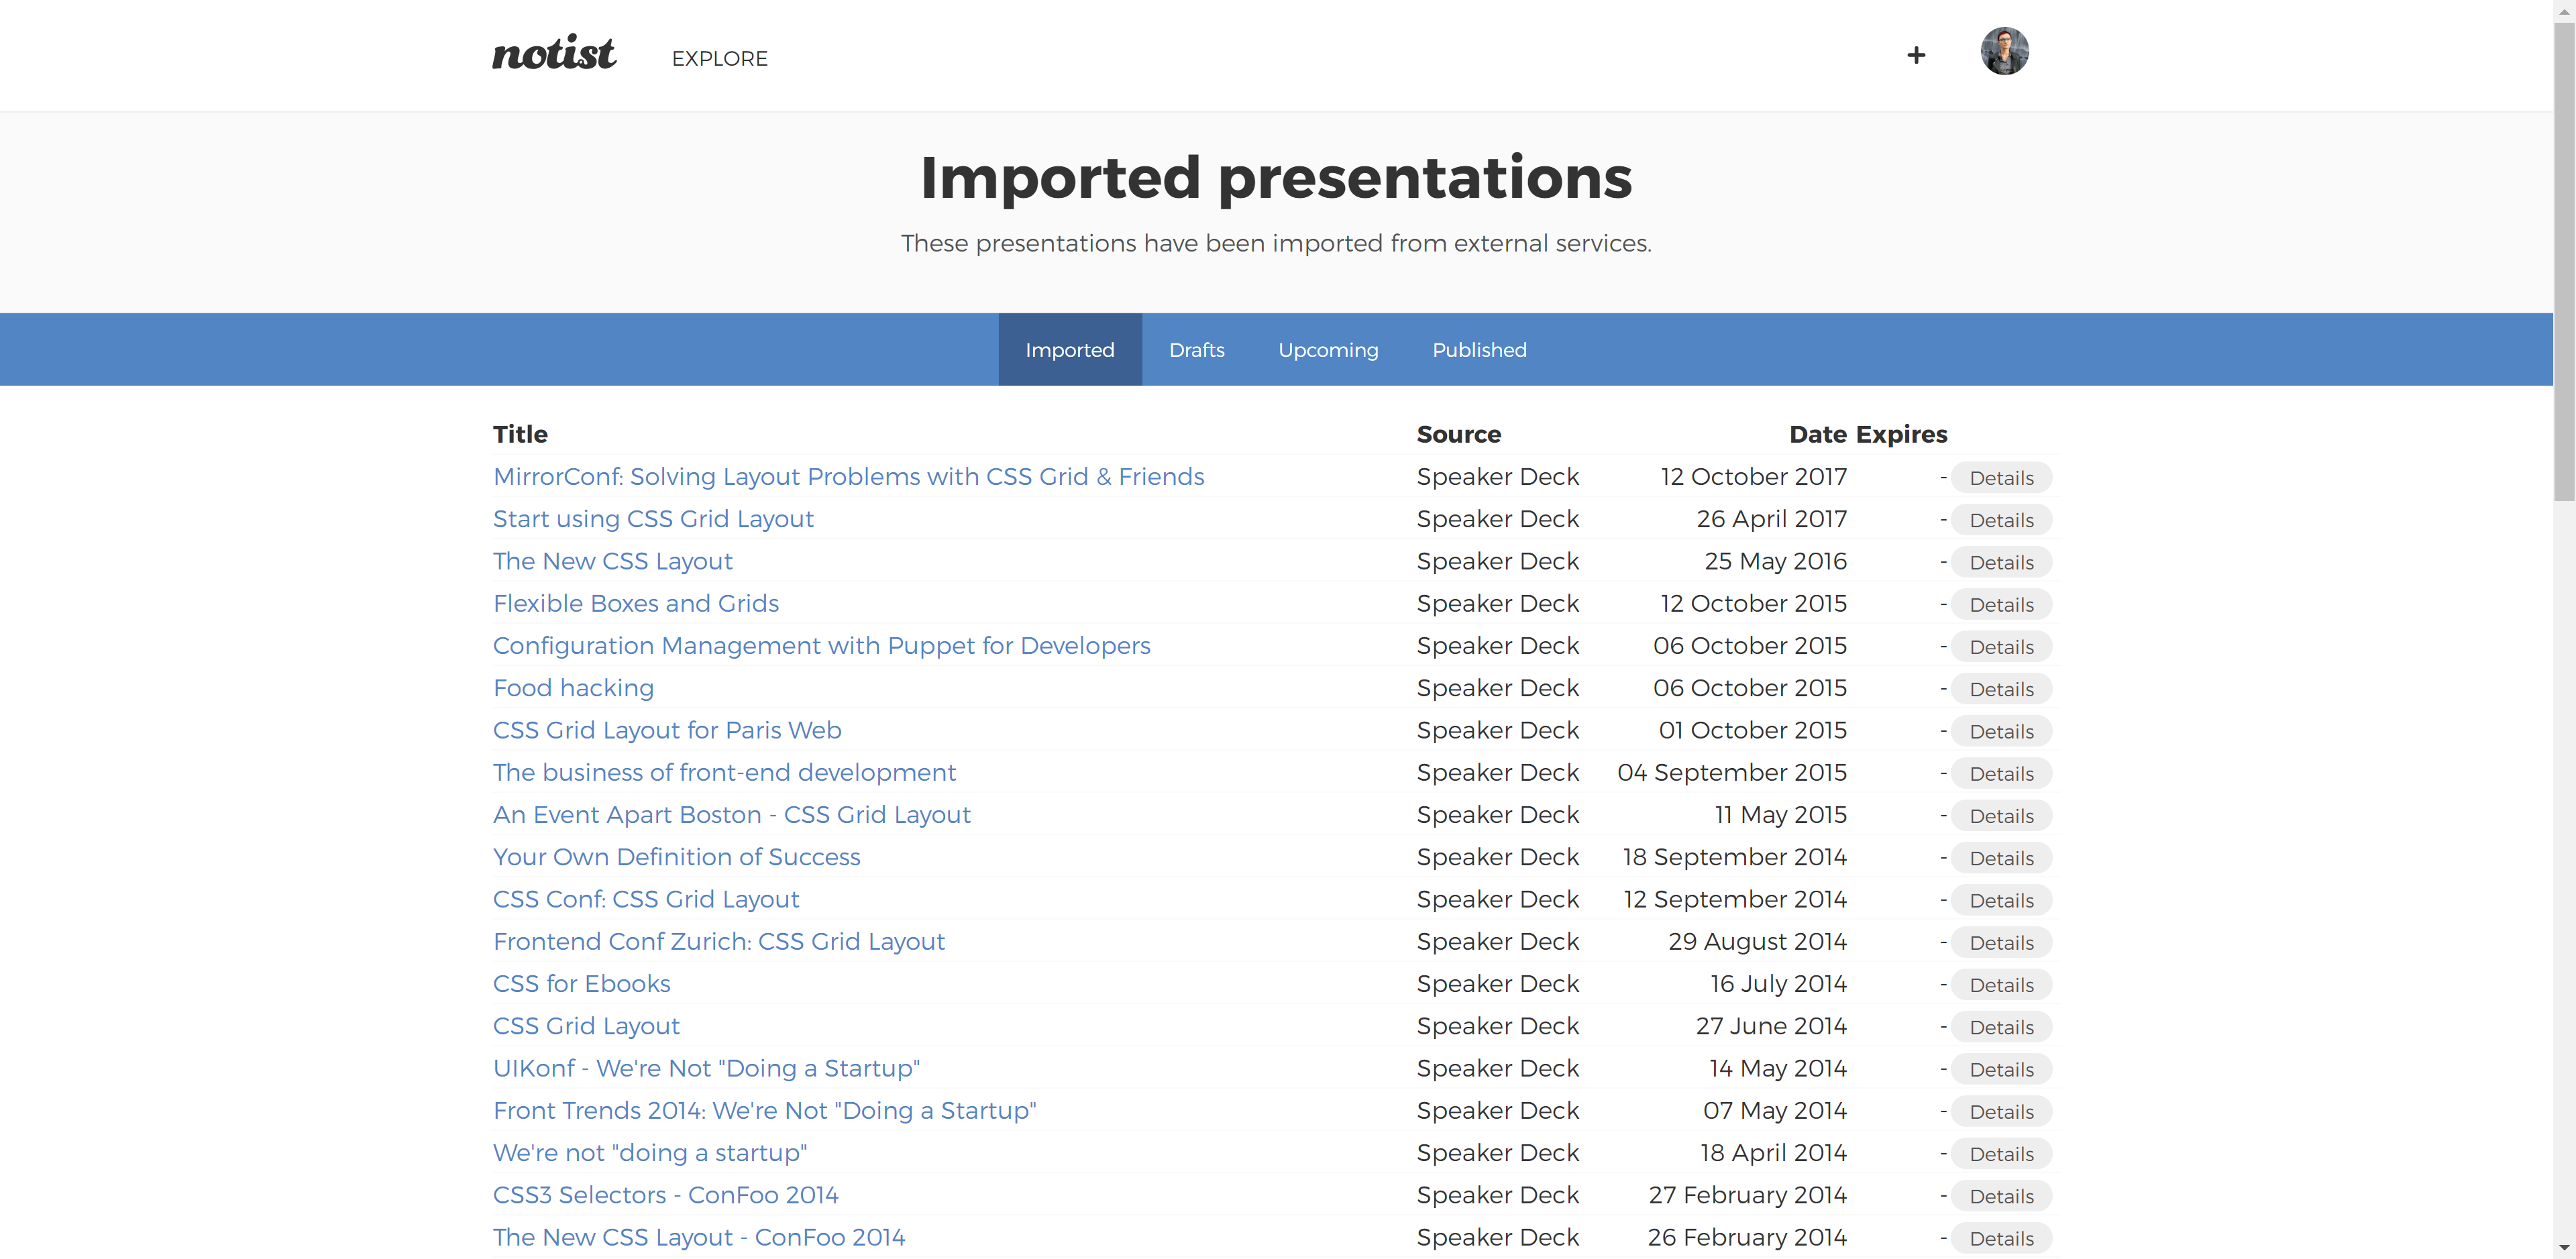 notist EXPLORE +
Imported presentations
These presentations have been imported from external services.
Imported Drafts Upcoming Published
Title Source Date Expires
MirrorConf: Solving Layout Problems with CSS Grid & Friends Speaker Deck 12 October 2017 - Details
Start using CSS Grid Layout Speaker Deck 26 April 2017 - Details
The New CSS Layout Speaker Deck 25 May 2016 - Details
Flexible Boxes and Grids Speaker Deck 12 October 2015 - Details
Configuration Management with Puppet for Developers Speaker Deck 06 October 2015 - Details
Food hacking Speaker Deck 06 October 2015 - Details
CSS Grid Layout for Paris Web Speaker Deck 01 October 2015 - Details
The business of front-end development Speaker Deck 04 September 2015 - Details
An Event Apart Boston - CSS Grid Layout Speaker Deck 11 May 2015 - Details
Your Own Definition of Success Speaker Deck 18 September 2014 - Details
CSS Conf: CSS Grid Layout Speaker Deck 12 September 2014 - Details
Frontend Conf Zurich: CSS Grid Layout Speaker Deck 29 August 2014 - Details
CSS for Ebooks Speaker Deck 16 July 2014 - Details
CSS Grid Layout Speaker Deck 27 June 2014 - Details
UIKonf - We're Not "Doing a Startup" Speaker Deck 14 May 2014 - Details
Front Trends 2014: We're Not "Doing a Startup" Speaker Deck 07 May 2014 - Details
We're not "doing a startup" Speaker Deck 18 April 2014 - Details
CSS3 Selectors - ConFoo 2014 Speaker Deck 27 February 2014 - Details
The New CSS Layout - ConFoo 2014 Speaker Deck 26 February 2014 - Details